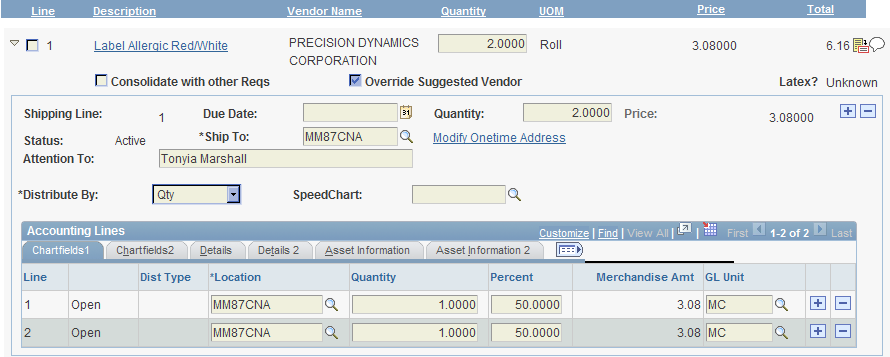 Line Description Vendor Name Quantity UOM Price Total
1 Label Allergic Red/White PRECISION DYNAMICS CORPORATION 2.0000 Roll 3.08000 6.16
Consolidate with other Reqs Override Suggested Vendor Latex? Unknown
Shipping Line: 1 Due Date: 31 Quantity: 2.0000 Price: 3.08000
Status: Active *Ship To: MM87CNA Modify Onetime Address
Attention To: Tonyia Marshall
*Distribute By: Qty SpeedChart:
Accounting Lines Customize | Find | View All | | First 1-2 of 2 Last
Chartfields1 Chartfields2 Details Details 2 Asset Information Asset Information 2
Line Dist Type *Location Quantity Percent Merchandise Amt GL Unit
1 Open MM87CNA 1.0000 50.0000 3.08 MC
2 Open MM87CNA 1.0000 50.0000 3.08 MC